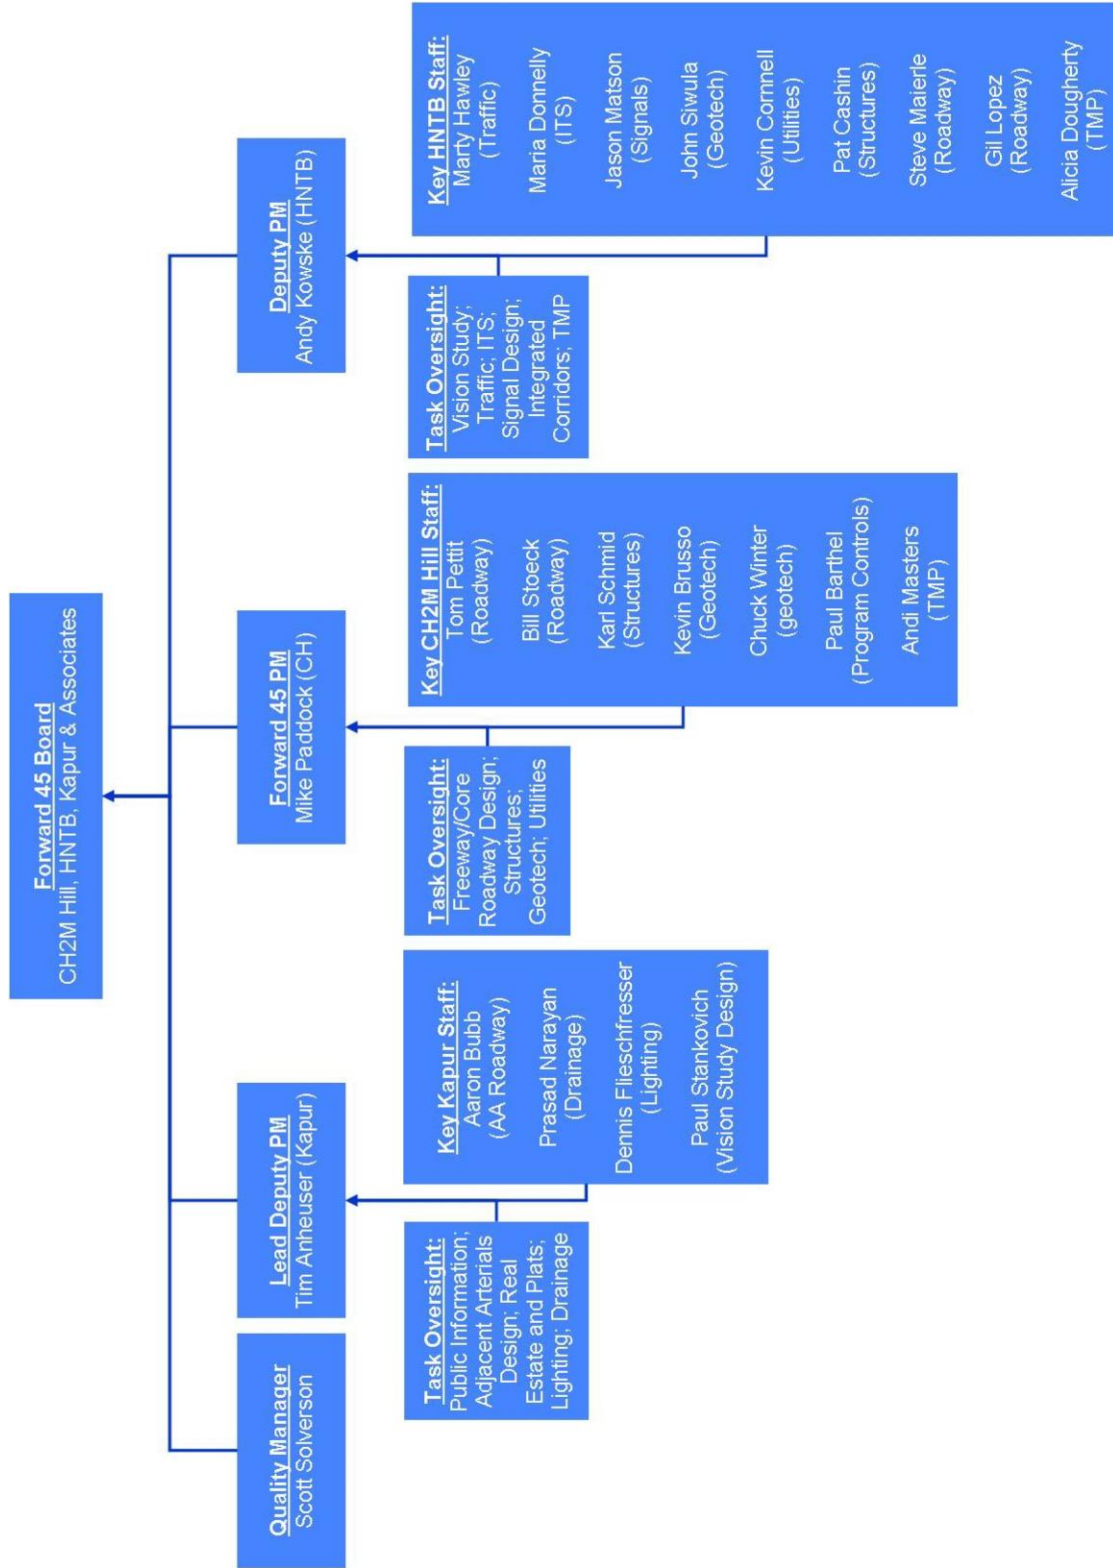 Forward 45 Board
CH2M Hill, HNTB, Kapur & Associates
Quality Manager
Scott Solverson
Lead Deputy PM
Tim Anheuser (Kapur)
Forward 45 PM
Mike Paddock (CH)
Deputy PM
Andy Kowske (HNTB)
Task Oversight:
Public Information;
Adjacent Arterials
Design; Real
Estate and Plats;
Lighting; Drainage
Key Kapur Staff:
Aaron Bubb
(AA Roadway)
Prasad Narayan
(Drainage)
Dennis Flieschfresser
(Lighting)
Paul Stankovich
(Vision Study Design)
Task Oversight:
Freeway/Core
Roadway Design;
Structures;
Geotech; Utilities
Key CH2M Hill Staff:
Tom Pettit
(Roadway)
Bill Stoeck
(Roadway)
Karl Schmid
(Structures)
Kevin Brusso
(Geotech)
Chuck Winter
(geotech)
Paul Barthel
(Program Controls)
Andi Masters
(TMP)
Task Oversight:
Vision Study;
Traffic; ITS;
Signal Design;
Integrated
Corridors; TMP
Key HNTB Staff:
Marty Hawley
(Traffic)
Maria Donnelly
(ITS)
Jason Matson
(Signals)
John Siwula
(Geotech)
Kevin Cornnell
(Utilities)
Pat Cashin
(Structures)
Steve Maierle
(Roadway)
Gil Lopez
(Roadway)
Alicia Dougherty
(TMP)